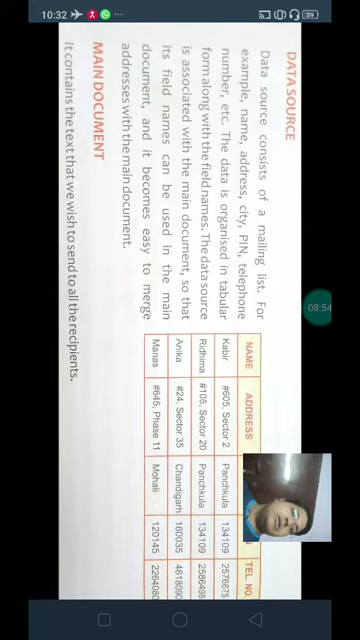 10:32
39
08:54
DATA SOURCE
Data source consists of a mailing list. For
example, name, address, city, PIN, telephone
number, etc. The data is organised in tabular
form along with the field names. The data source
is associated with the main document, so that
its field names can be used in the main
document, and it becomes easy to merge
addresses with the main document.
NAME ADDRESS TEL. NO.
Kabir #605, Sector 2 Panchkula 134109 2576675
Ridhima #105, Sector 20 Panchkula 134109 2586498
Anika #24, Sector 35 Chandigarh 160035 4618090
Manas #645, Phase 11 Mohali 120145 2264080
MAIN DOCUMENT
It contains the text that we wish to send to all the recipients.